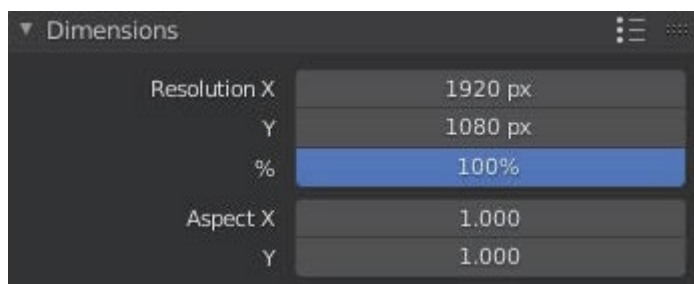 Dimensions
Resolution X 1920 px
Y 1080 px
% 100%
Aspect X 1.000
Y 1.000